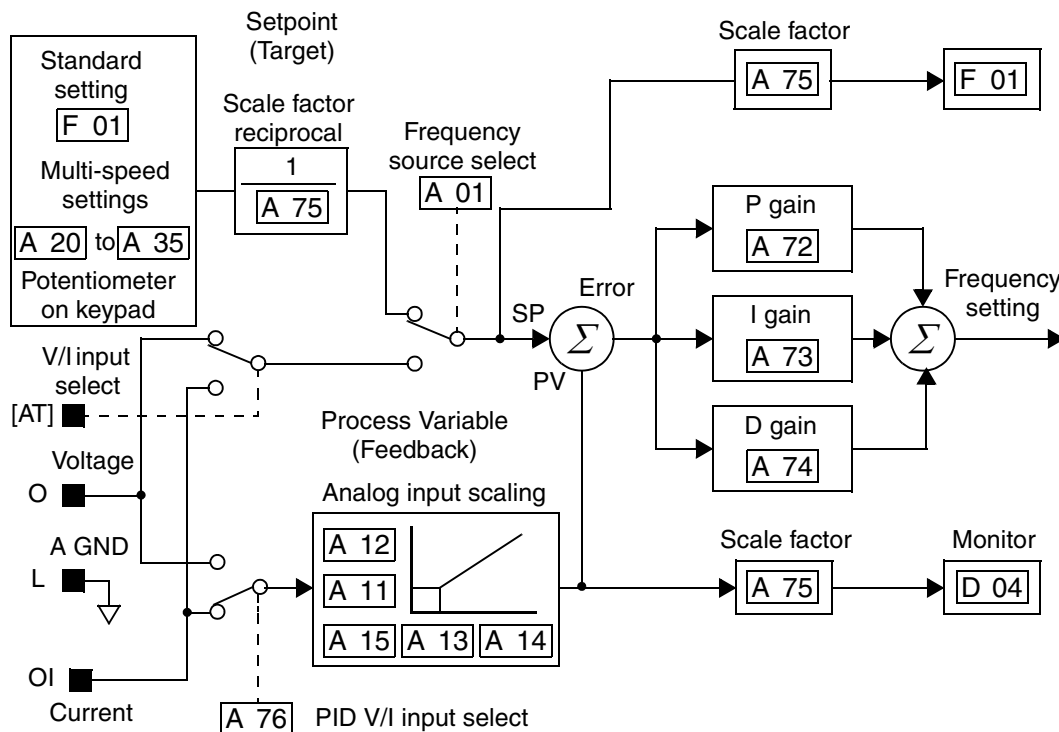 Setpoint
(Target)
Standard
setting
F 01
Multi-speed
settings
A 20 to A 35
Potentiometer
on keypad
Scale factor
reciprocal
1
A 75
Frequency
source select
A 01
Scale factor
A 75
F 01
P gain
A 72
I gain
A 73
D gain
A 74
Frequency
setting
SP
Error
Σ
PV
Σ
V/I input
select
[AT]
Voltage
O
A GND
L
OI
Current
Process Variable
(Feedback)
Analog input scaling
A 12
A 11
A 15 A 13 A 14
A 76 PID V/I input select
Scale factor
A 75
Monitor
D 04